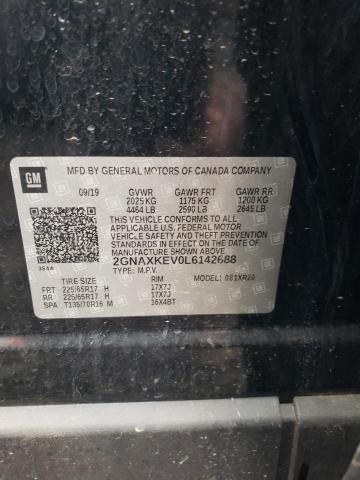 GM
MFD BY GENERAL MOTORS OF CANADA COMPANY
09/19 GVWR GAWR FRT GAWR RR
2025 KG 1175 KG 1200 KG
4464 LB 2590 LB 2645 LB
THIS VEHICLE CONFORMS TO ALL
APPLICABLE U.S. FEDERAL MOTOR
VEHICLE SAFETY, BUMPER, AND THEFT
PREVENTION STANDARDS IN EFFECT ON THE
DATE OF MANUFACTURE SHOWN ABOVE.
2GNAXKEV0L6142688
TYPE: M.P.V. MODEL:
TIRE SIZE RIM
FRT 225/65R17 H 17X7J
RR 225/65R17 H 17X7J
SPA T135/70R16 M 16X4BT